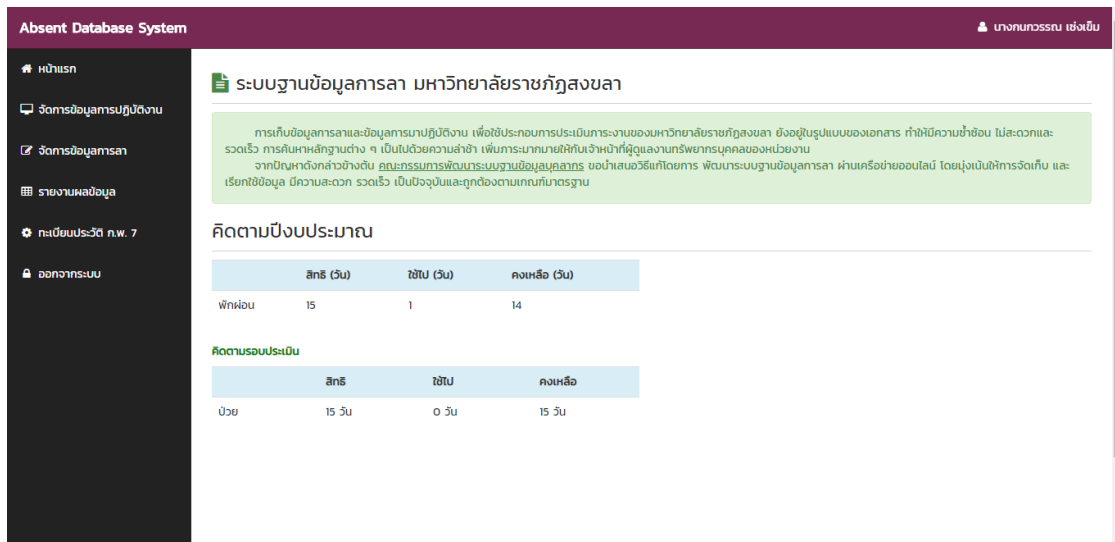 Absent Database System
นางกนกวรรณ เซ่งเข็ม
หน้าแรก
จัดการข้อมูลการปฏิบัติงาน
จัดการข้อมูลการลา
รายงานผลข้อมูล
ทะเบียนประวัติ ก.พ. 7
ออกจากระบบ
ระบบฐานข้อมูลการลา มหาวิทยาลัยราชภัฏสงขลา
การเก็บข้อมูลการลาและข้อมูลการมาปฏิบัติงาน เพื่อใช้ประกอบการประเมินภาระงานของมหาวิทยาลัยราชภัฏสงขลา ยังอยู่ในรูปแบบของเอกสาร ทำให้มีความซ้ำซ้อน ไม่สะดวกและ
รวดเร็ว การค้นหาหลักฐานต่าง ๆ เป็นไปด้วยความล่าช้า เพิ่มภาระมากมายให้กับเจ้าหน้าที่ผู้ดูแลงานทรัพยากรบุคคลของหน่วยงาน
จากปัญหาดังกล่าวข้างต้น คณะกรรมการพัฒนาระบบฐานข้อมูลบุคลากร ขอนำเสนอวิธีแก้โดยการ พัฒนาระบบฐานข้อมูลการลา ผ่านเครือข่ายออนไลน์ โดยมุ่งเน้นให้การจัดเก็บ และ
เรียกใช้ข้อมูล มีความสะดวก รวดเร็ว เป็นปัจจุบันและถูกต้องตามเกณฑ์มาตรฐาน
คิดตามปีงบประมาณ
สิทธิ (วัน) ใช้ไป (วัน) คงเหลือ (วัน)
พักผ่อน 15 1 14
คิดตามรอบประเมิน
สิทธิ ใช้ไป คงเหลือ
ป่วย 15 วัน 0 วัน 15 วัน